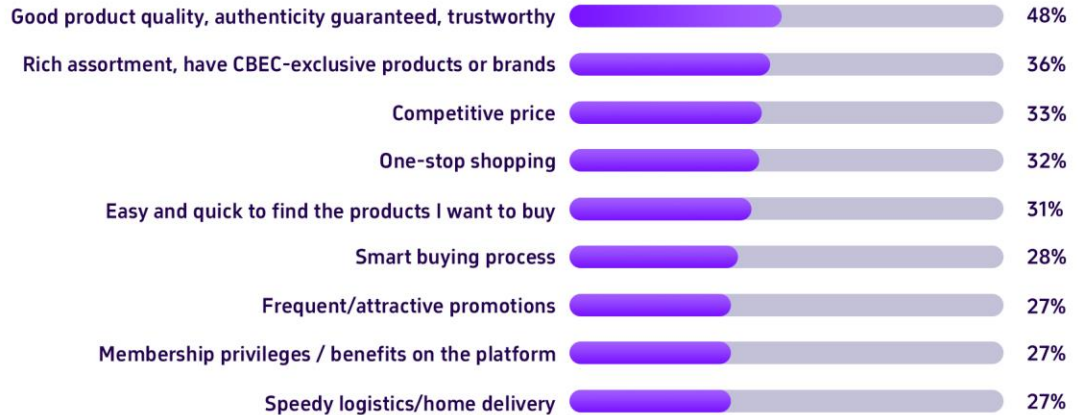 Good product quality, authenticity guaranteed, trustworthy 48%
Rich assortment, have CBEC-exclusive products or brands 36%
Competitive price 33%
One-stop shopping 32%
Easy and quick to find the products I want to buy 31%
Smart buying process 28%
Frequent/attractive promotions 27%
Membership privileges / benefits on the platform 27%
Speedy logistics/home delivery 27%